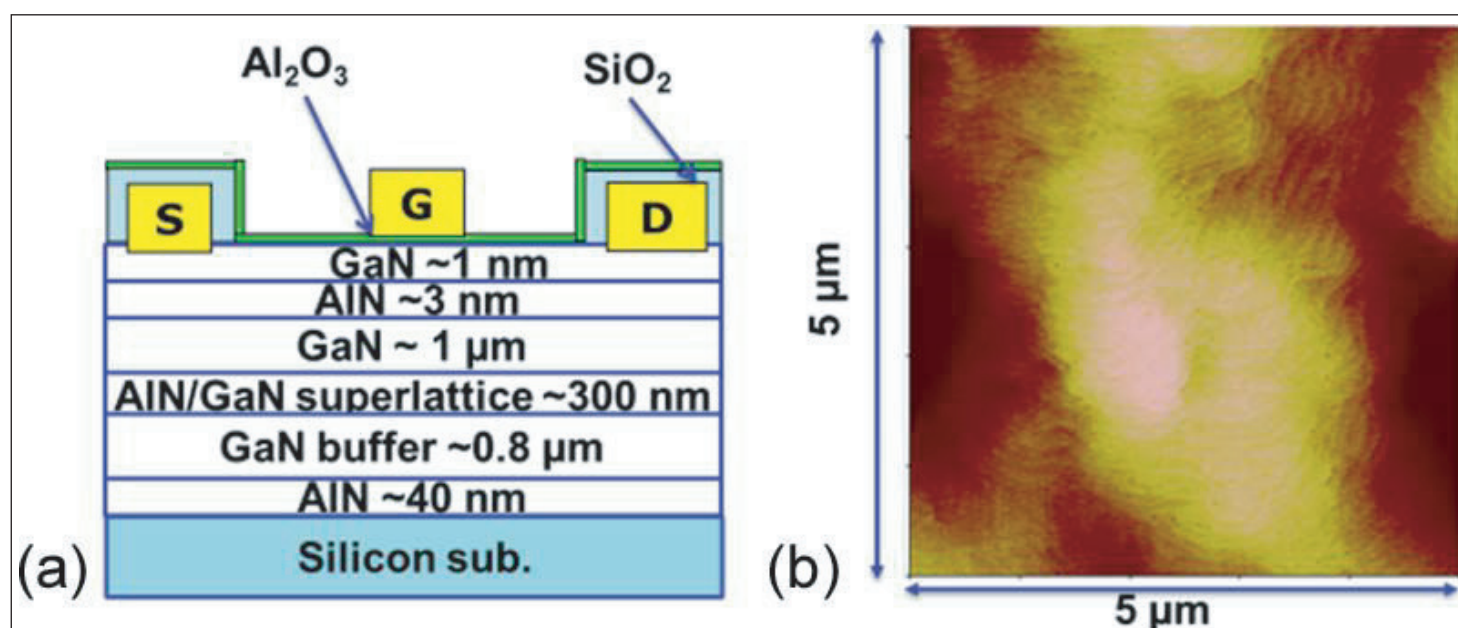 Al₂O₃
SiO₂
S
G
D
GaN ~1 nm
AlN ~3 nm
GaN ~ 1 µm
AlN/GaN superlattice ~300 nm
GaN buffer ~0.8 µm
AlN ~40 nm
Silicon sub.
(a)
5 µm
(b)
5 µm